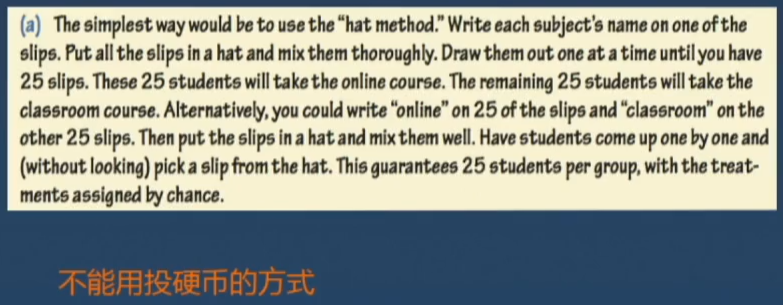 (a) The simplest way would be to use the “hat method.” Write each subject’s name on one of the
slips. Put all the slips in a hat and mix them thoroughly. Draw them out one at a time until you have
25 slips. These 25 students will take the online course. The remaining 25 students will take the
classroom course. Alternatively, you could write “online” on 25 of the slips and “classroom” on the
other 25 slips. Then put the slips in a hat and mix them well. Have students come up one by one and
(without looking) pick a slip from the hat. This guarantees 25 students per group, with the treat-
ments assigned by chance.
不能用投硬币的方式